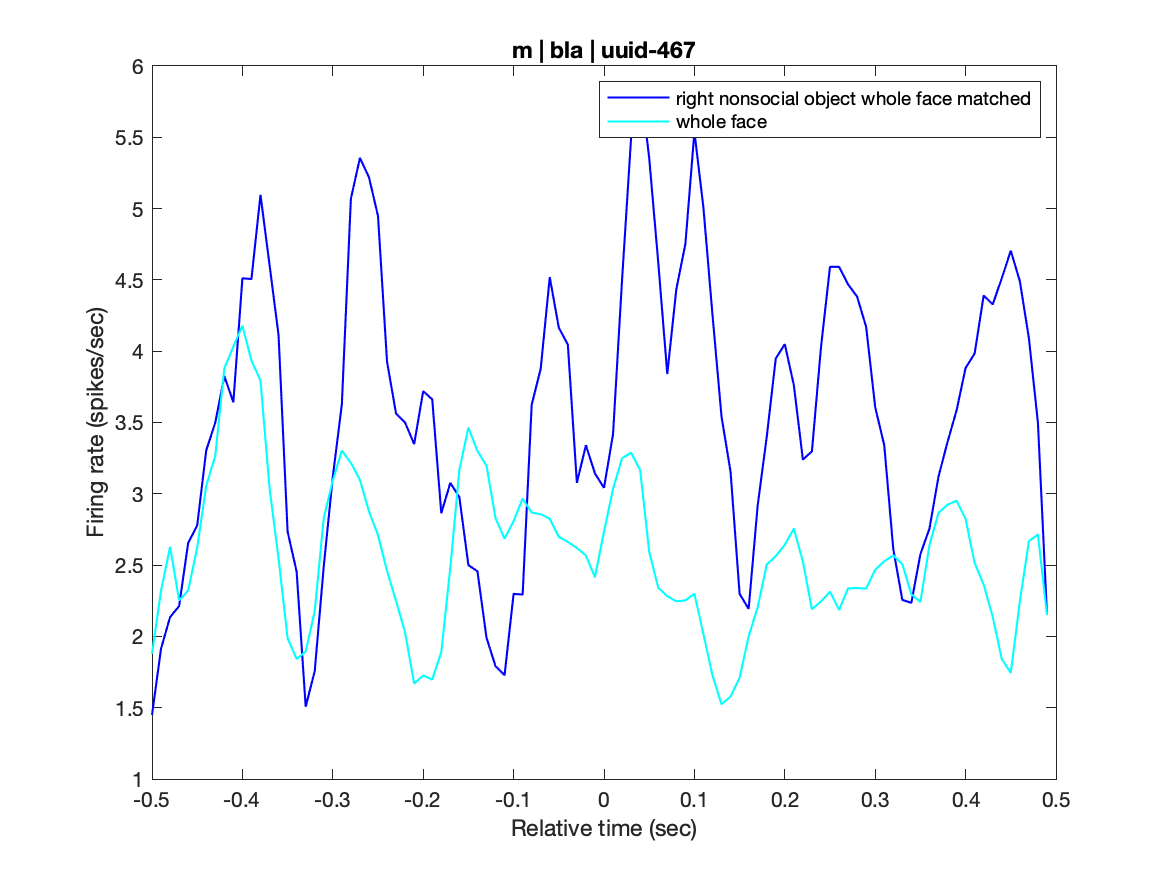 m | bla | uuid-467
6
right nonsocial object whole face matched
whole face
5.5
5
4.5
4
3.5
3
2.5
2
1.5
1
Firing rate (spikes/sec)
-0.5 -0.4 -0.3 -0.2 -0.1 0 0.1 0.2 0.3 0.4 0.5
Relative time (sec)